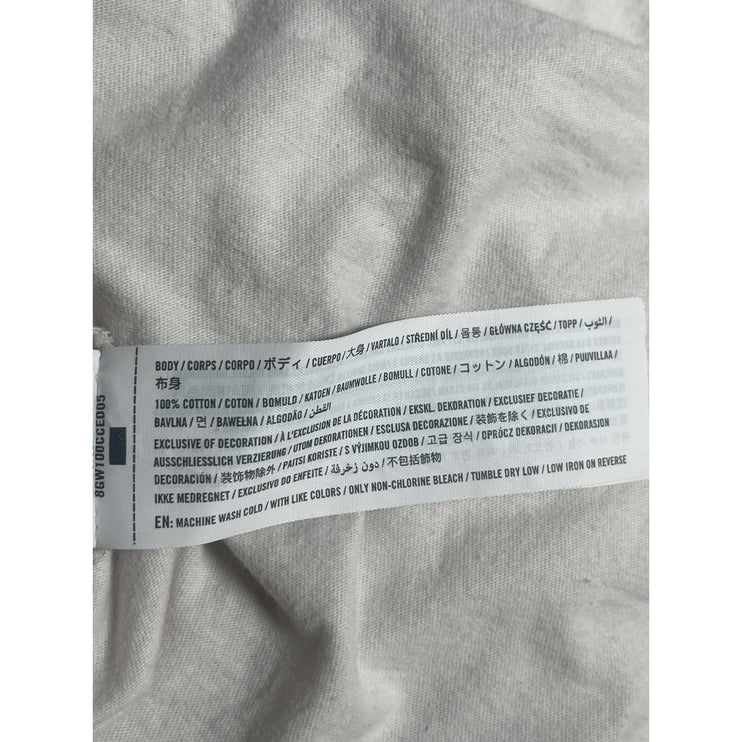 BODY / CORPS / CORPO / ボディ / CUERPO / 大身 / VARTALO / STŘEDNÍ DÍL / 몸통 / GŁÓWNA CZĘŚĆ / TOPP / الثوب /
布身
100% COTTON / COTON / BOMULD / KATOEN / BAUMWOLLE / BOMULL / COTONE / コットン / ALGODÓN / 棉 / PUUVILLAA /
BAVLNA / 면 / BAWEŁNA / ALGODÃO / القطن
EXCLUSIVE OF DECORATION / À L'EXCLUSION DE LA DÉCORATION / EKSKL. DEKORATION / EXCLUSIEF DECORATIE /
AUSSCHLIESSLICH VERZIERUNG / UTOM DEKORATIONEN / ESCLUSA DECORAZIONE / 装飾を除く / EXCLUSIVO DE
DECORACIÓN / 装饰物除外 / PAITSI KORISTE / S VÝJIMKOU OZDOB / 고급 장식 / OPRÓCZ DEKORACJI / DEKORASJON
IKKE MEDREGNET / EXCLUSIVO DO ENFEITE / دون زخرفة / 不包括飾物
EN: MACHINE WASH COLD / WITH LIKE COLORS / ONLY NON-CHLORINE BLEACH / TUMBLE DRY LOW / LOW IRON ON REVERSE
8GWT00CCED05